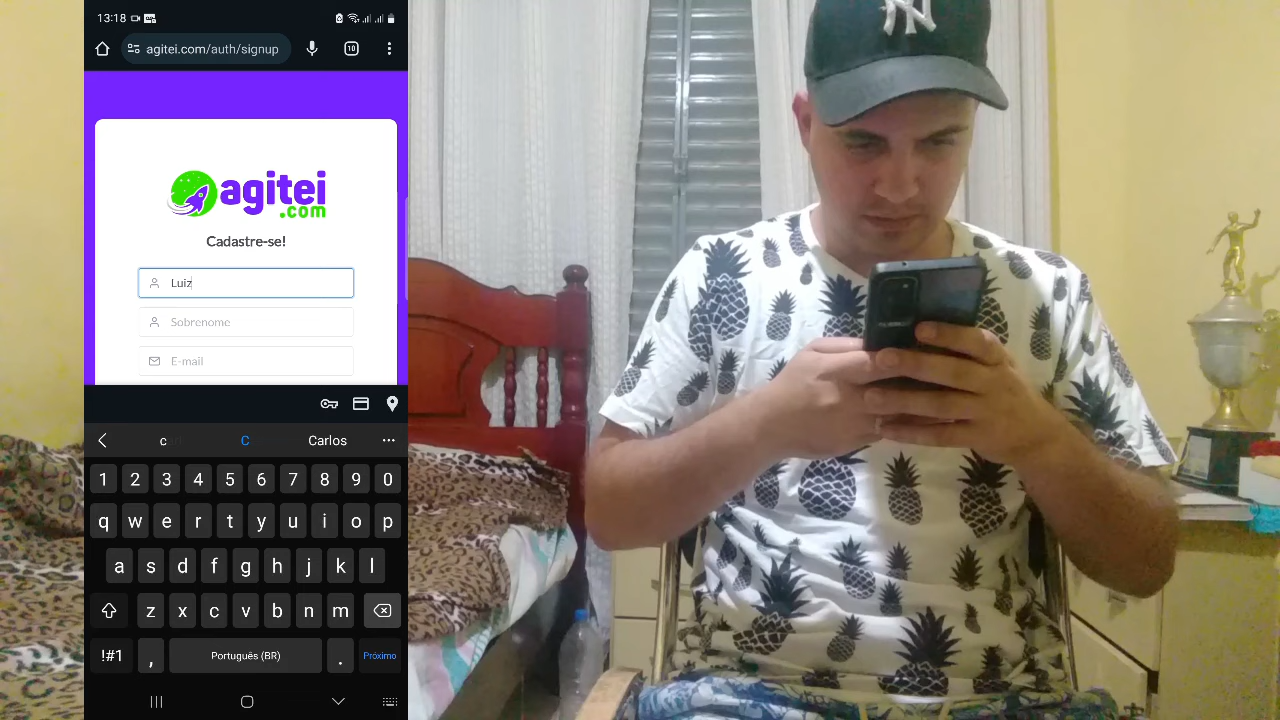 13:18
agitei.com/auth/signup
10
agitei
.com
Cadastre-se!
Luiz
Sobrenome
E-mail
c C Carlos
1 2 3 4 5 6 7 8 9 0
q w e r t y u i o p
a s d f g h j k l
z x c v b n m
!#1 , Português (BR) . Próximo
NY